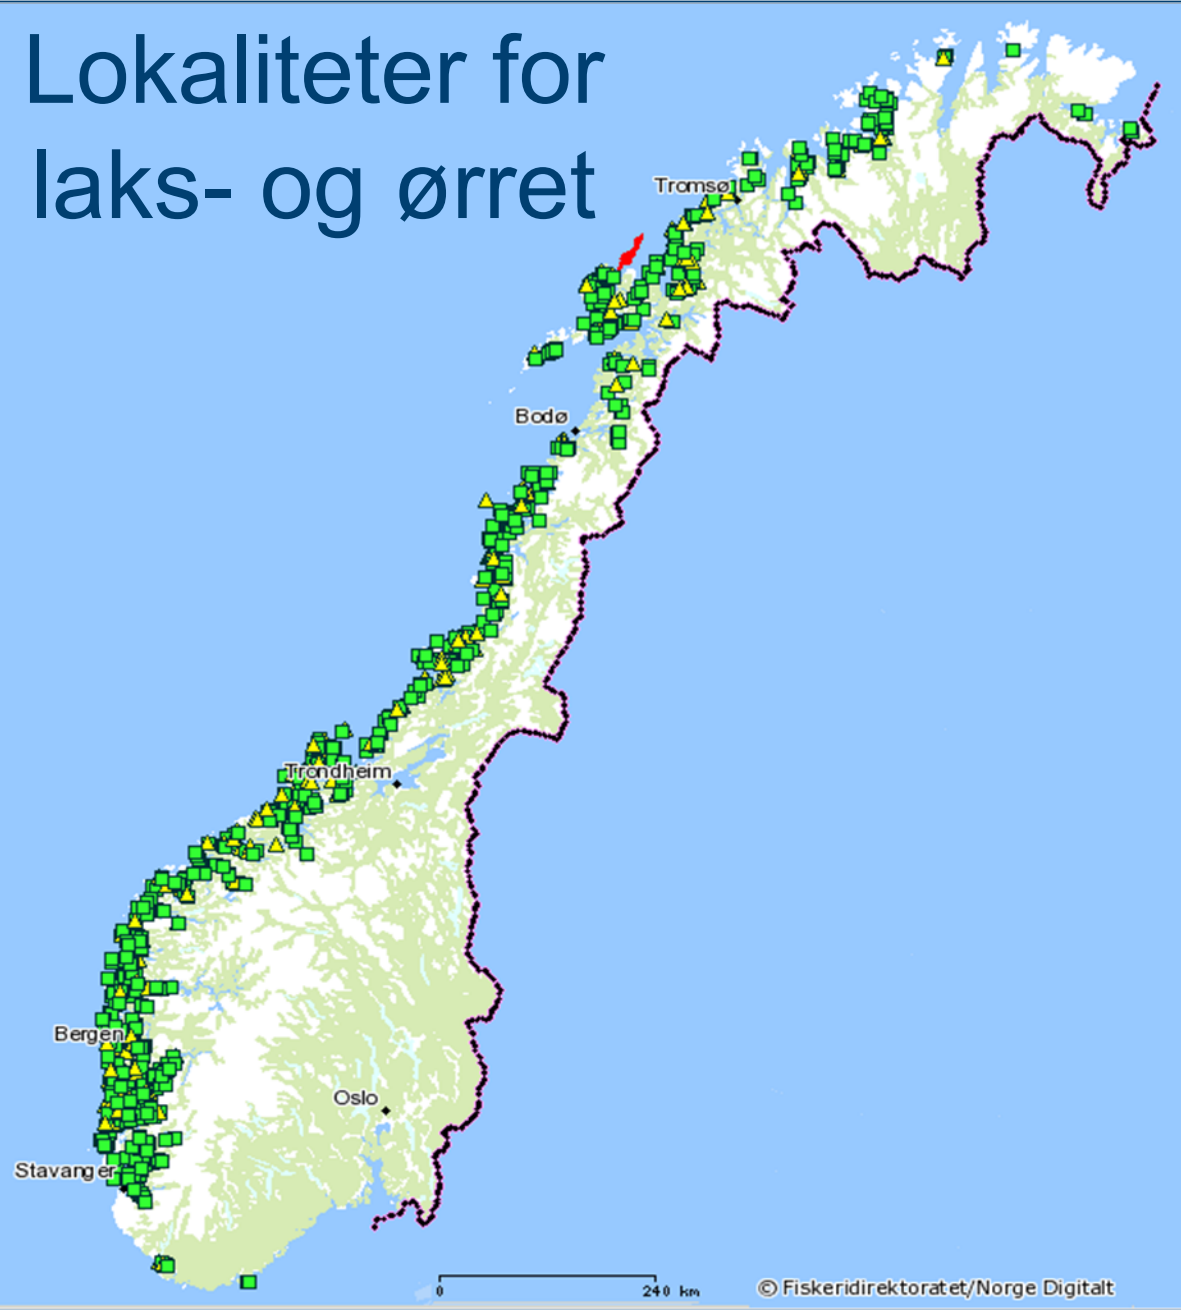 Lokaliteter for
laks- og ørret
Tromsø
Bodø
Trondheim
Bergen
Oslo
Stavanger
0
240 km
© Fiskeridirektoratet/Norge Digitalt